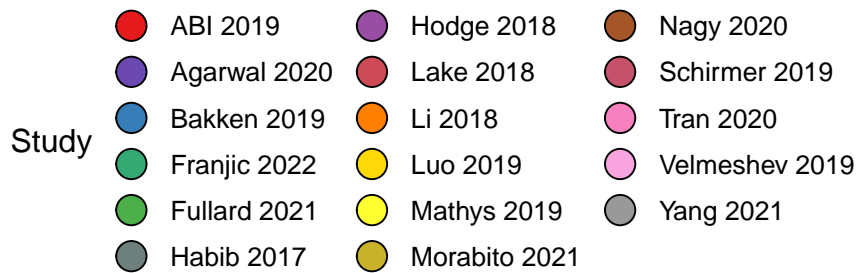 Study
ABI 2019
Agarwal 2020
Bakken 2019
Franjic 2022
Fullard 2021
Habib 2017
Hodge 2018
Lake 2018
Li 2018
Luo 2019
Mathys 2019
Morabito 2021
Nagy 2020
Schirmer 2019
Tran 2020
Velmeshev 2019
Yang 2021